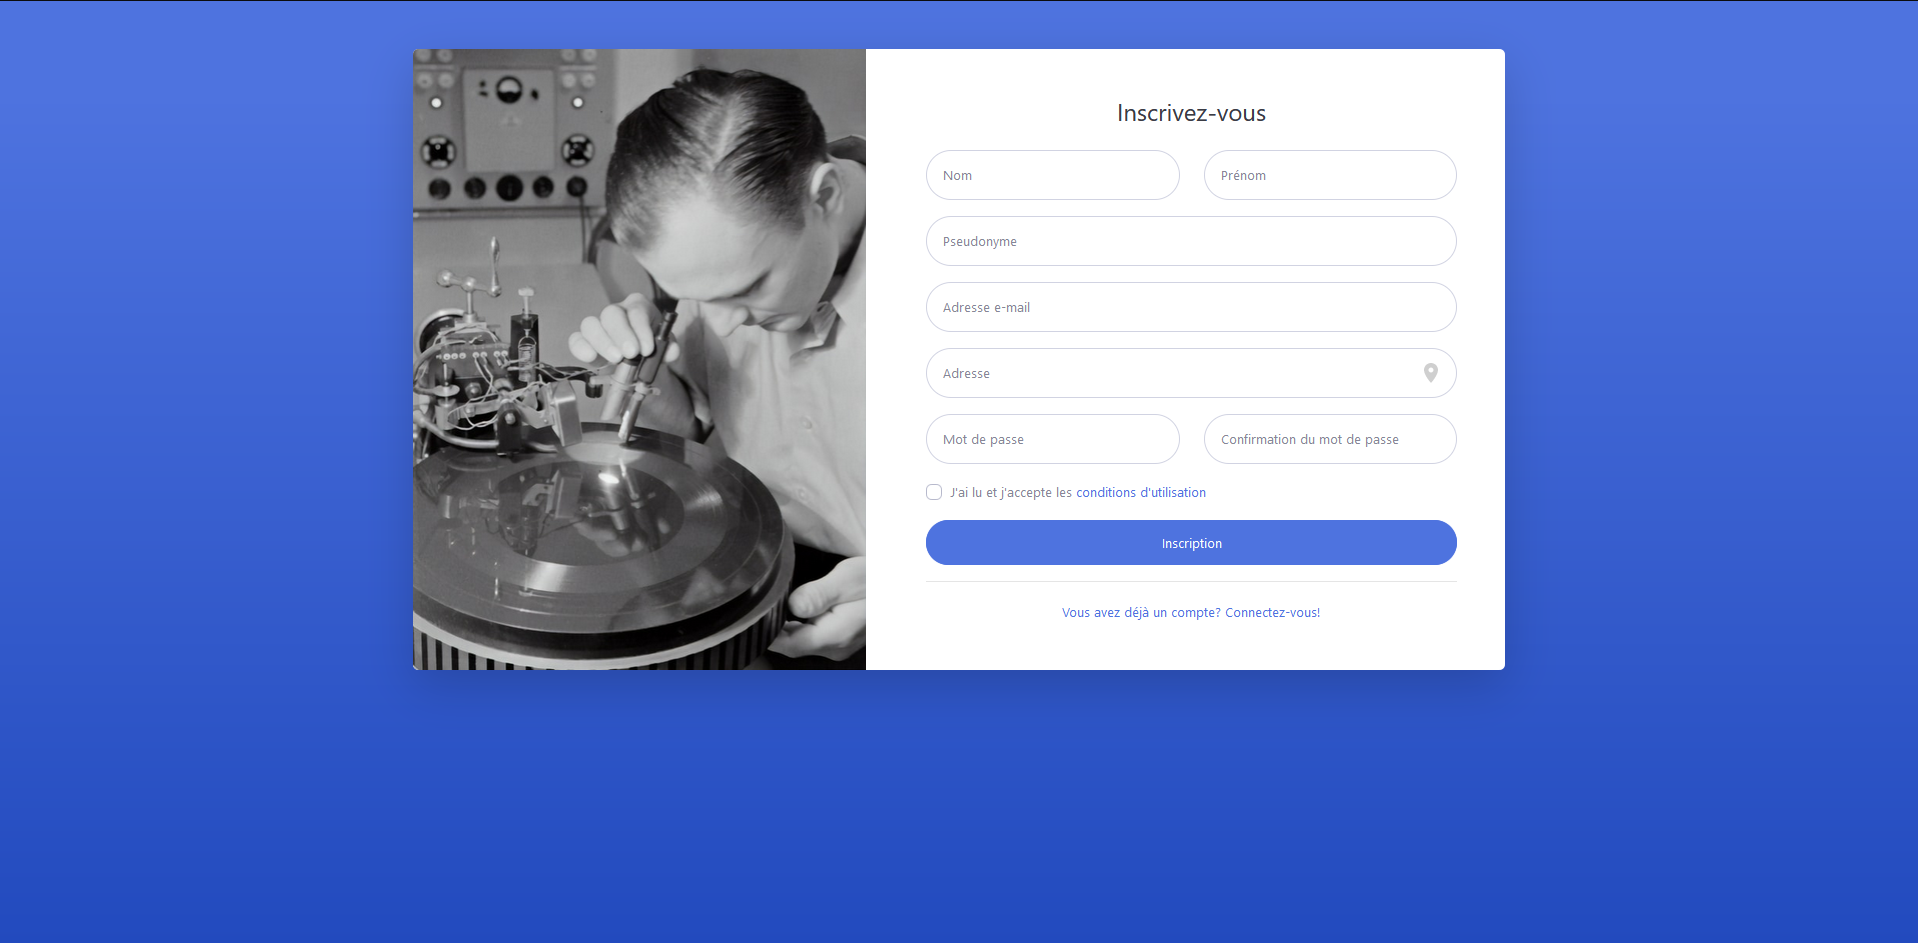 Inscrivez-vous
Nom
Prénom
Pseudonyme
Adresse e-mail
Adresse
Mot de passe
Confirmation du mot de passe
J'ai lu et j'accepte les conditions d'utilisation
Inscription
Vous avez déjà un compte? Connectez-vous!